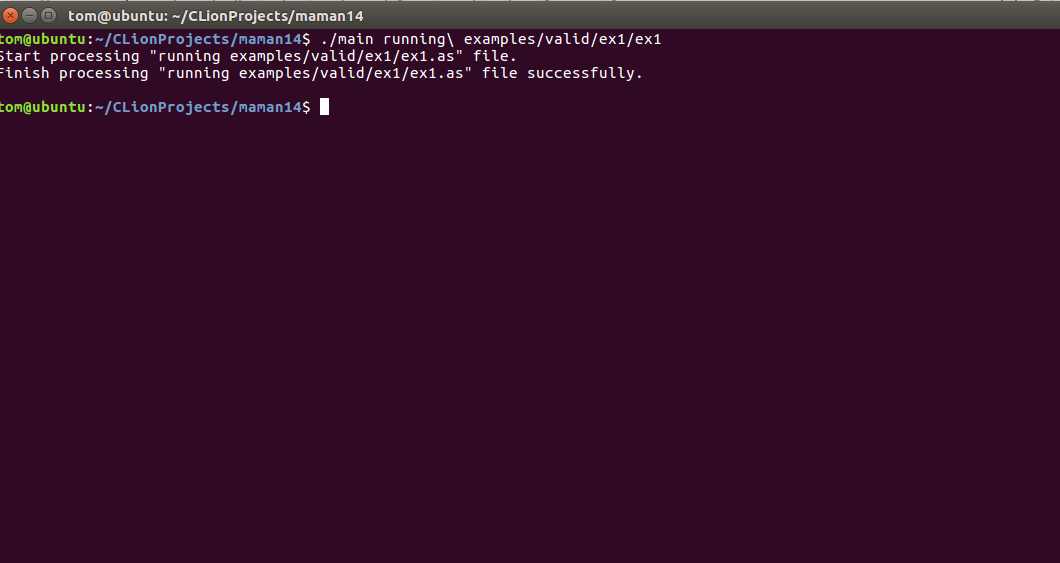 tom@ubuntu: ~/CLionProjects/maman14
tom@ubuntu:~/CLionProjects/maman14$ ./main running\ examples/valid/ex1/ex1
Start processing "running examples/valid/ex1/ex1.as" file.
Finish processing "running examples/valid/ex1/ex1.as" file successfully.
tom@ubuntu:~/CLionProjects/maman14$